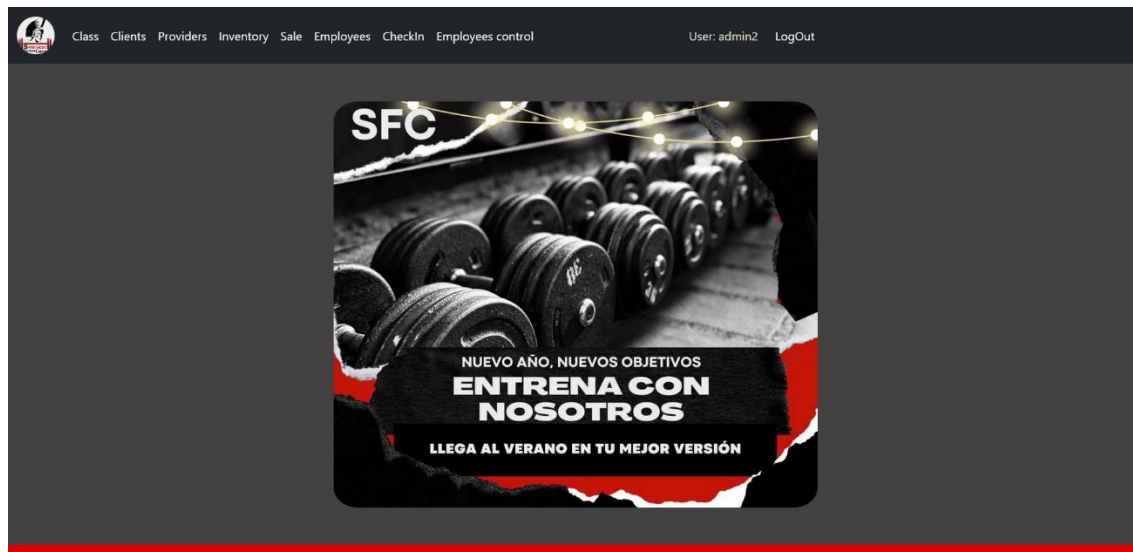 Class Clients Providers Inventory Sale Employees CheckIn Employees control User: admin2 LogOut
SFC
38
NUEVO AÑO, NUEVOS OBJETIVOS
ENTRENA CON
NOSOTROS
LLEGA AL VERANO EN TU MEJOR VERSIÓN